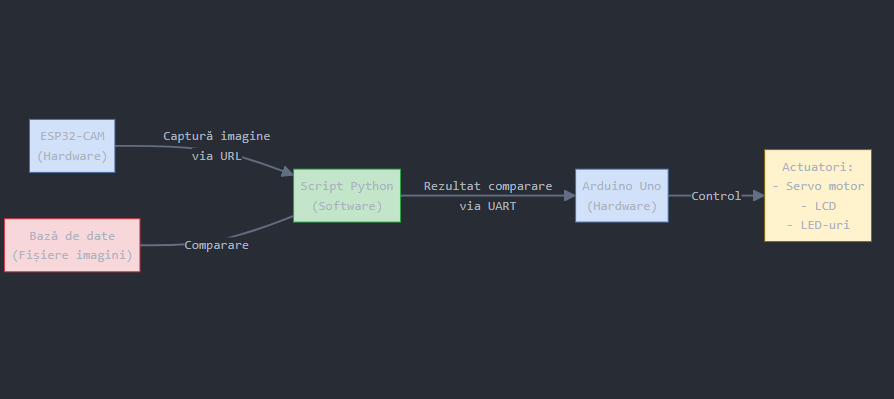 ESP32-CAM
(Hardware)
Captură imagine
via URL
Bază de date
(Fișiere imagini)
Comparare
Script Python
(Software)
Rezultat comparare
via UART
Arduino Uno
(Hardware)
Control
Actuatori:
- Servo motor
- LCD
- LED-uri